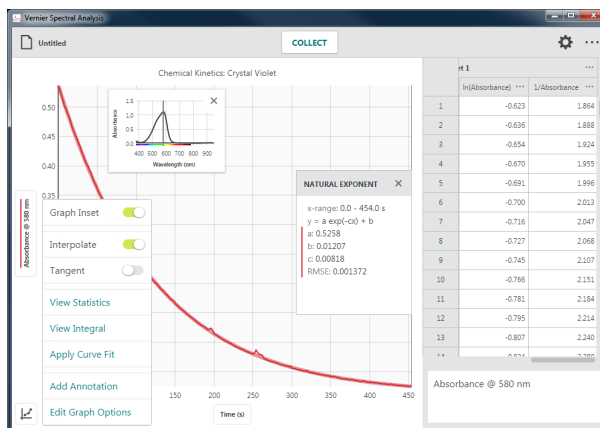 Vernier Spectral Analysis
Untitled
COLLECT
Chemical Kinetics: Crystal Violet
0.50
0.45
0.40
0.35
Absorbance @ 580 nm
1.5
1.0
0.5
0.0
Absorbance
400 500 600 700 800 900
Wavelength (nm)
Graph Inset
Interpolate
Tangent
View Statistics
View Integral
Apply Curve Fit
Add Annotation
Edit Graph Options
NATURAL EXPONENT
x-range: 0.0 - 454.0 s
y = a exp(-cx) + b
a: 0.5258
b: 0.01207
c: 0.00818
RMSE: 0.001372
150 200 250 300 350 400 450
Time (s)
et 1
ln(Absorbance) 1/Absorbance
1 -0.623 1.864
2 -0.636 1.888
3 -0.654 1.924
4 -0.670 1.955
5 -0.691 1.996
6 -0.700 2.013
7 -0.716 2.047
8 -0.727 2.068
9 -0.745 2.107
10 -0.766 2.151
11 -0.781 2.184
12 -0.795 2.214
13 -0.807 2.240
14
Absorbance @ 580 nm